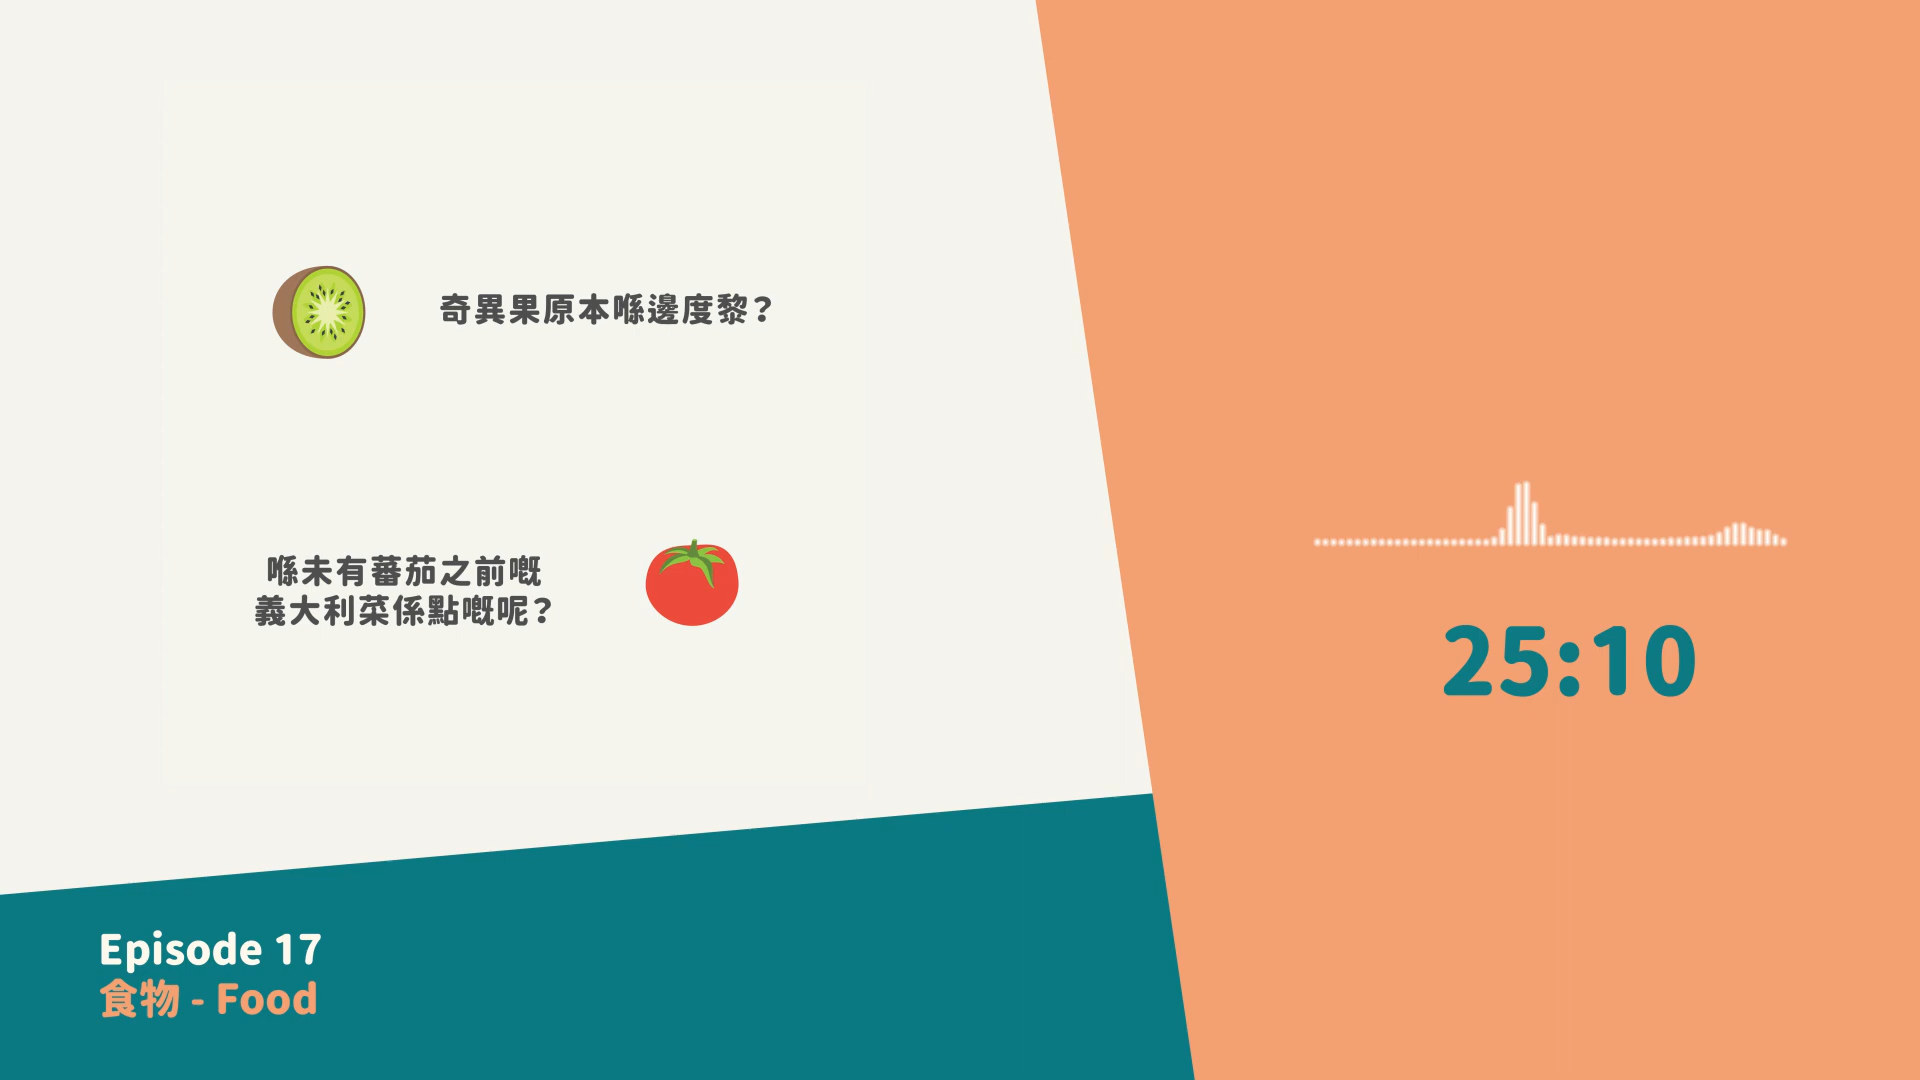 奇異果原本喺邊度黎？
喺未有蕃茄之前嘅
義大利菜係點嘅呢？
25:10
Episode 17
食物 - Food